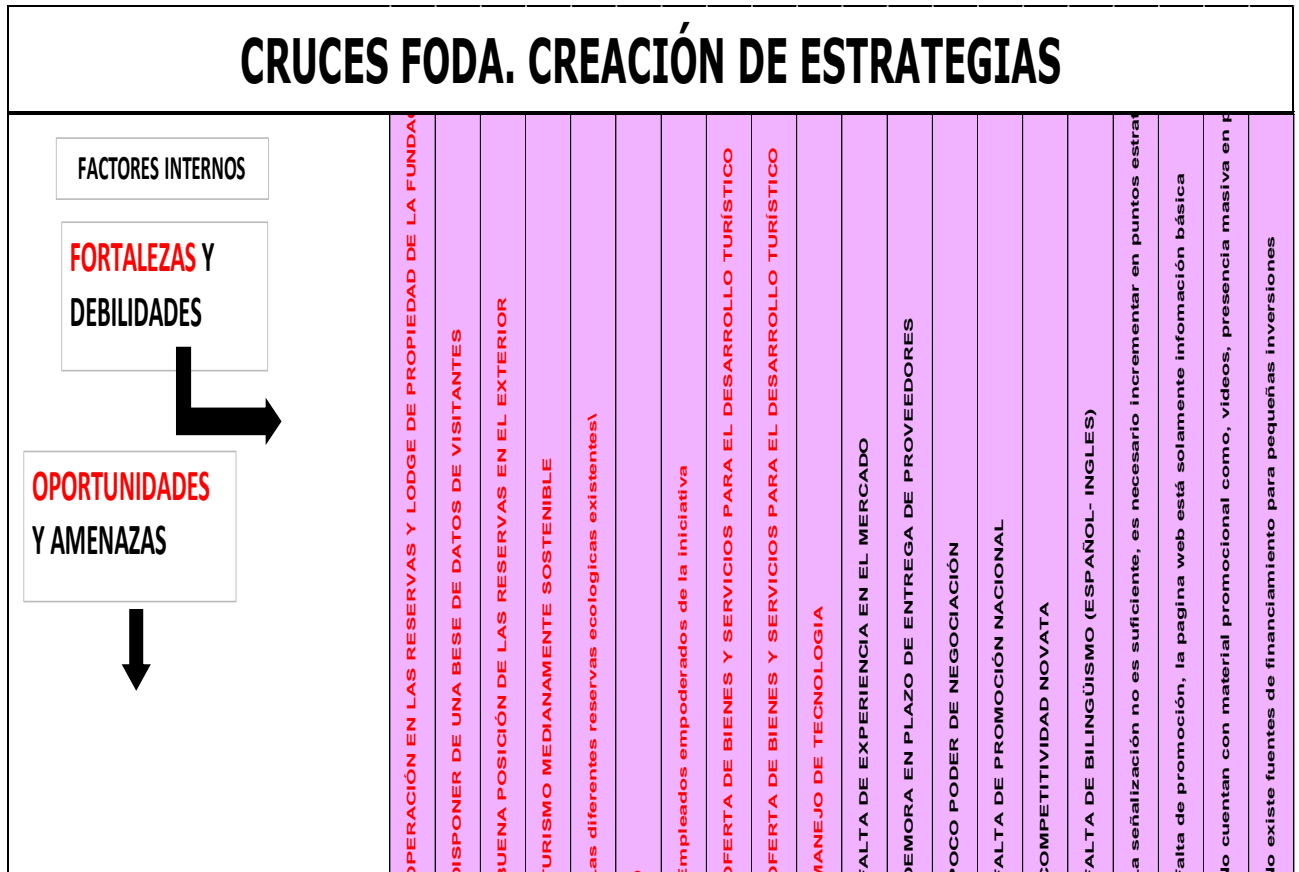 CRUCES FODA. CREACIÓN DE ESTRATEGIAS
FACTORES INTERNOS
FORTALEZAS Y
DEBILIDADES
OPORTUNIDADES
Y AMENAZAS
OPERACIÓN EN LAS RESERVAS Y LODGE DE PROPIEDAD DE LA FUNDA
DISPONER DE UNA BESE DE DATOS DE VISITANTES
BUENA POSICIÓN DE LAS RESERVAS EN EL EXTERIOR
TURISMO MEDIANAMENTE SOSTENIBLE
Las diferentes reservas ecologicas existentes\
Empleados empoderados de la iniciativa
OFERTA DE BIENES Y SERVICIOS PARA EL DESARROLLO TURÍSTICO
OFERTA DE BIENES Y SERVICIOS PARA EL DESARROLLO TURÍSTICO
MANEJO DE TECNOLOGIA
FALTA DE EXPERIENCIA EN EL MERCADO
DEMORA EN PLAZO DE ENTREGA DE PROVEEDORES
POCO PODER DE NEGOCIACIÓN
FALTA DE PROMOCIÓN NACIONAL
COMPETITIVIDAD NOVATA
FALTA DE BILINGÜISMO (ESPAÑOL- INGLES)
La señalización no es suficiente, es necesario incrementar en puntos estrat
Falta de promoción, la pagina web está solamente infomación básica
No cuentan con material promocional como, videos, presencia masiva en
No existe fuentes de financiamiento para pequeñas inversiones